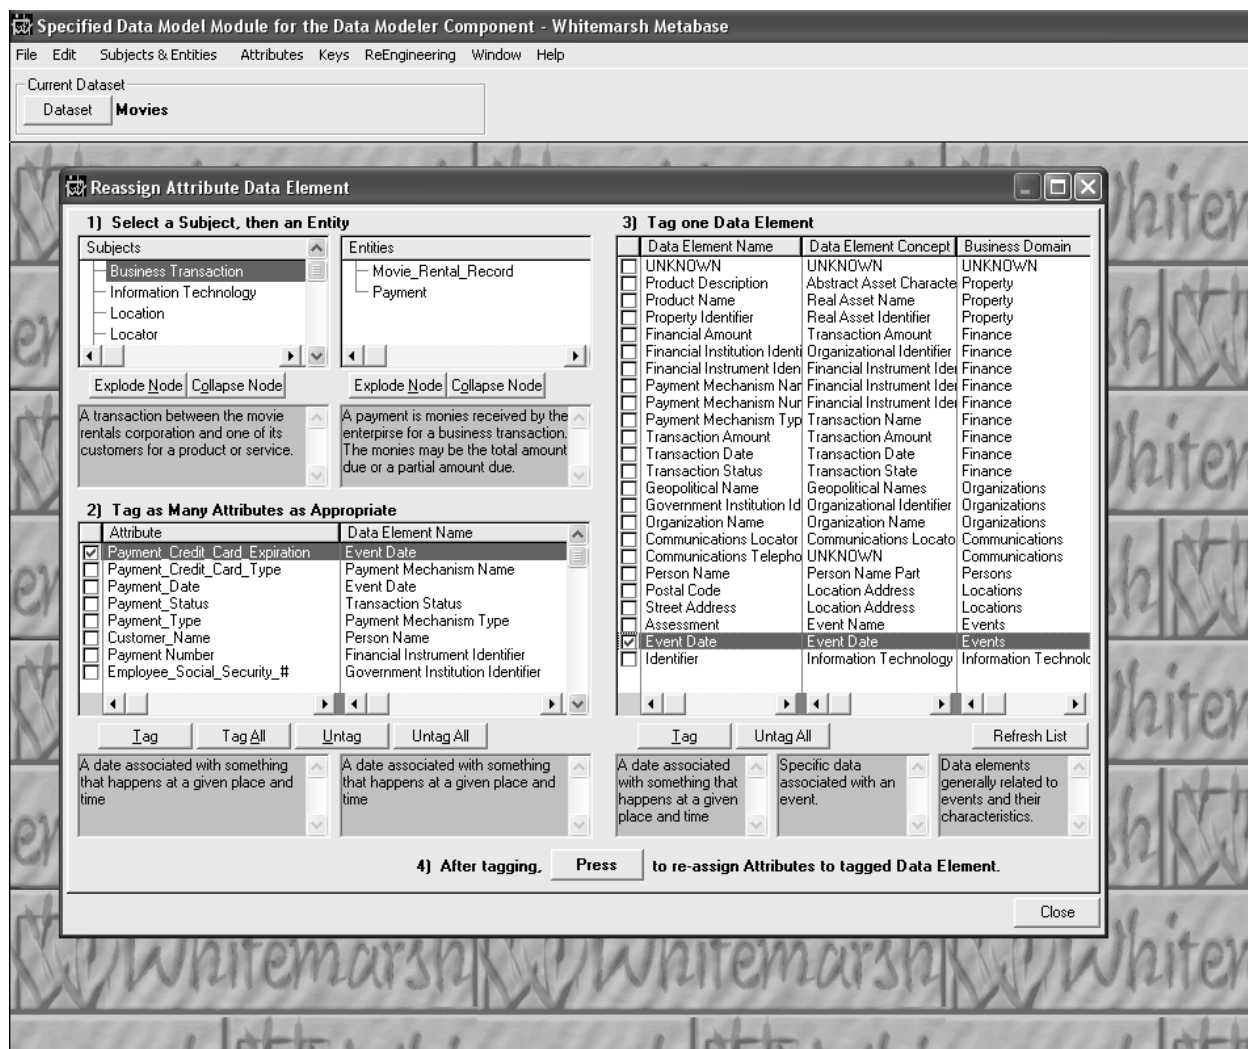 Specified Data Model Module for the Data Modeler Component - Whitemarsh Metabase
File Edit Subjects & Entities Attributes Keys ReEngineering Window Help
Current Dataset
Dataset Movies
Reassign Attribute Data Element
1) Select a Subject, then an Entity
Subjects Entities
Business Transaction Movie_Rental_Record
Information Technology Payment
Location
Locator
Explode Node Collapse Node Explode Node Collapse Node
A transaction between the movie
rentals corporation and one of its
customers for a product or service.
A payment is monies received by the
enterpirse for a business transaction.
The monies may be the total amount
due or a partial amount due.
2) Tag as Many Attributes as Appropriate
Attribute Data Element Name
Payment_Credit_Card_Expiration Event Date
Payment_Credit_Card_Type Payment Mechanism Name
Payment_Date Event Date
Payment_Status Transaction Status
Payment_Type Payment Mechanism Type
Customer_Name Person Name
Payment Number Financial Instrument Identifier
Employee_Social_Security_# Government Institution Identifier
Tag Tag All Untag Untag All
A date associated with something
that happens at a given place and
time
A date associated with something
that happens at a given place and
time
3) Tag one Data Element
Data Element Name Data Element Concept Business Domain
UNKNOWN UNKNOWN UNKNOWN
Product Description Abstract Asset Characte Property
Product Name Real Asset Name Property
Property Identifier Real Asset Identifier Property
Financial Amount Transaction Amount Finance
Financial Institution Identi Organizational Identifier Finance
Financial Instrument Iden Financial Instrument Ider Finance
Payment Mechanism Nar Financial Instrument Ider Finance
Payment Mechanism Nur Financial Instrument Ider Finance
Payment Mechanism Typ Transaction Name Finance
Transaction Amount Transaction Amount Finance
Transaction Date Transaction Date Finance
Transaction Status Transaction State Finance
Geopolitical Name Geopolitical Names Organizations
Government Institution Id Organizational Identifier Organizations
Organization Name Organization Name Organizations
Communications Locator Communications Locato Communications
Communications Telepho UNKNOWN Communications
Person Name Person Name Part Persons
Postal Code Location Address Locations
Street Address Location Address Locations
Assessment Event Name Events
Event Date Event Date Events
Identifier Information Technology Information Technolo
Tag Untag All Refresh List
A date associated
with something that
happens at a given
place and time
Specific data
associated with an
event.
Data elements
generally related to
events and their
characteristics.
4) After tagging, Press to re-assign Attributes to tagged Data Element.
Close
Whitemarsh